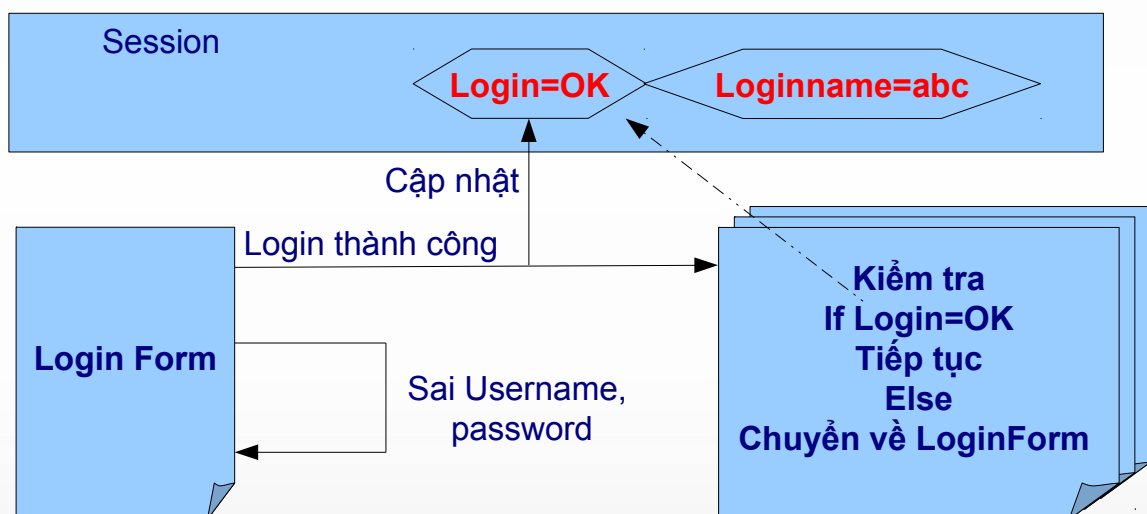 Session
Login=OK
Loginname=abc
Cập nhật
Login thành công
Login Form
Sai Username,
password
Kiểm tra
If Login=OK
Tiếp tục
Else
Chuyển về LoginForm